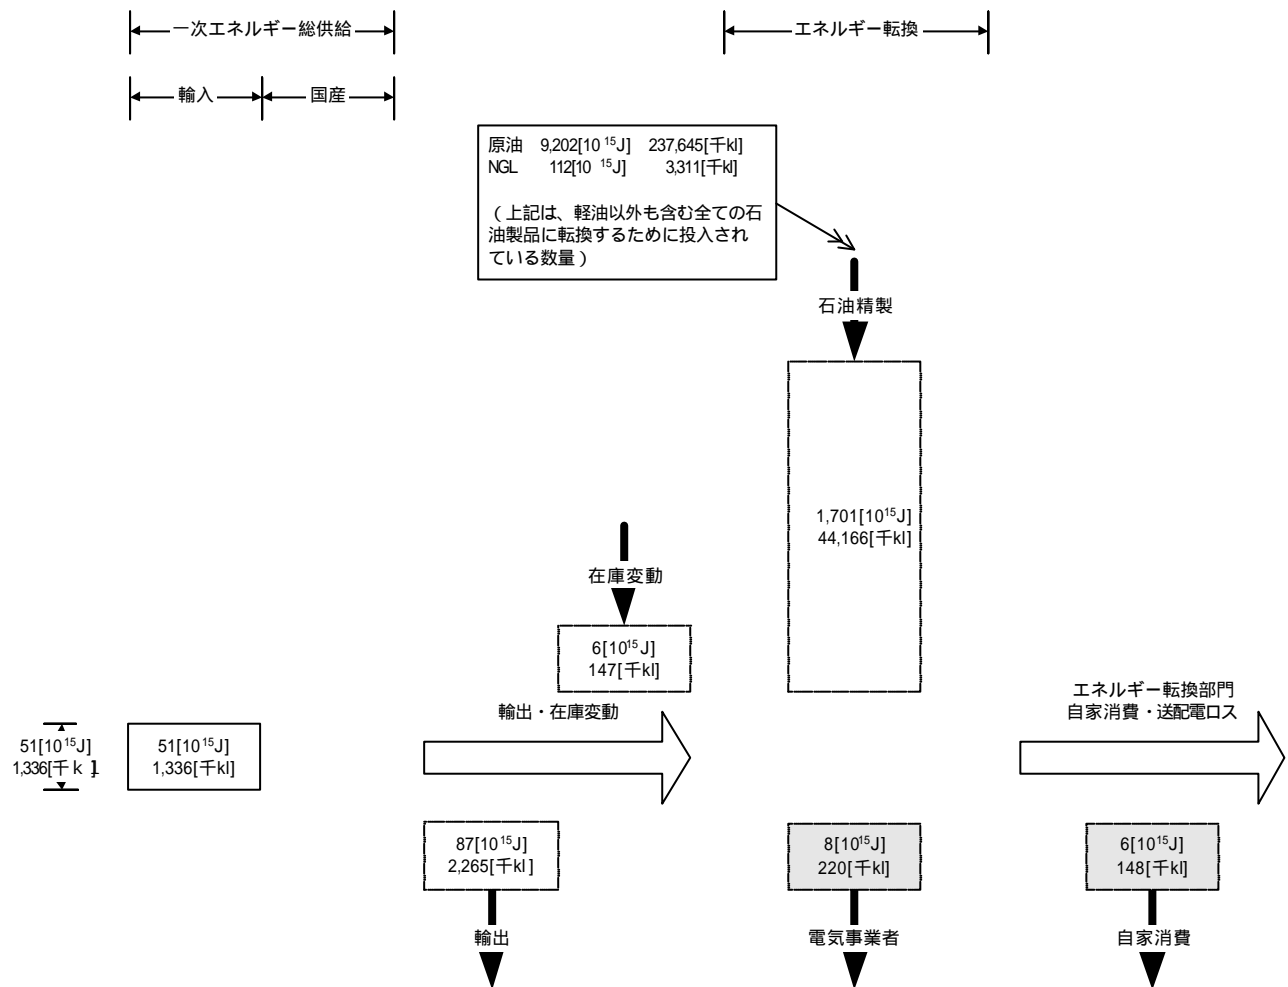 一次エネルギー総供給
エネルギー転換
輸入
国産
原油 9,202[10¹⁵J] 237,645[千kl]
NGL 112[10¹⁵J] 3,311[千kl]
(上記は、軽油以外も含む全ての石
油製品に転換するために投入され
ている数量)
石油精製
1,701[10¹⁵J]
44,166[千kl]
在庫変動
6[10¹⁵J]
147[千kl]
輸出・在庫変動
エネルギー転換部門
自家消費・送配電ロス
51[10¹⁵J]
1,336[千ｋl
51[10¹⁵J]
1,336[千kl]
87[10¹⁵J]
2,265[千kl]
8[10¹⁵J]
220[千kl]
6[10¹⁵J]
148[千kl]
輸出
電気事業者
自家消費